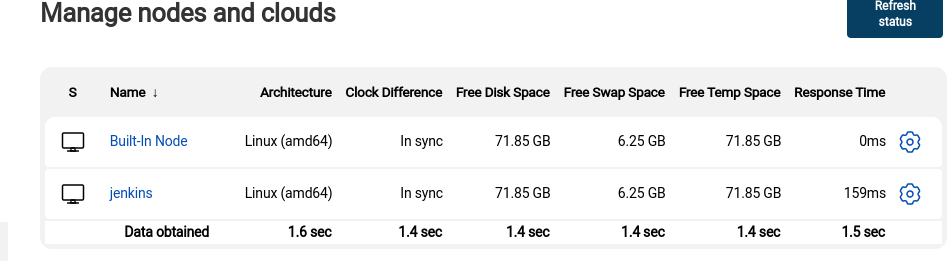 Manage nodes and clouds
Refresh
status
S Name ↓ Architecture Clock Difference Free Disk Space Free Swap Space Free Temp Space Response Time
Built-In Node Linux (amd64) In sync 71.85 GB 6.25 GB 71.85 GB 0ms
jenkins Linux (amd64) In sync 71.85 GB 6.25 GB 71.85 GB 159ms
Data obtained 1.6 sec 1.4 sec 1.4 sec 1.4 sec 1.4 sec 1.5 sec